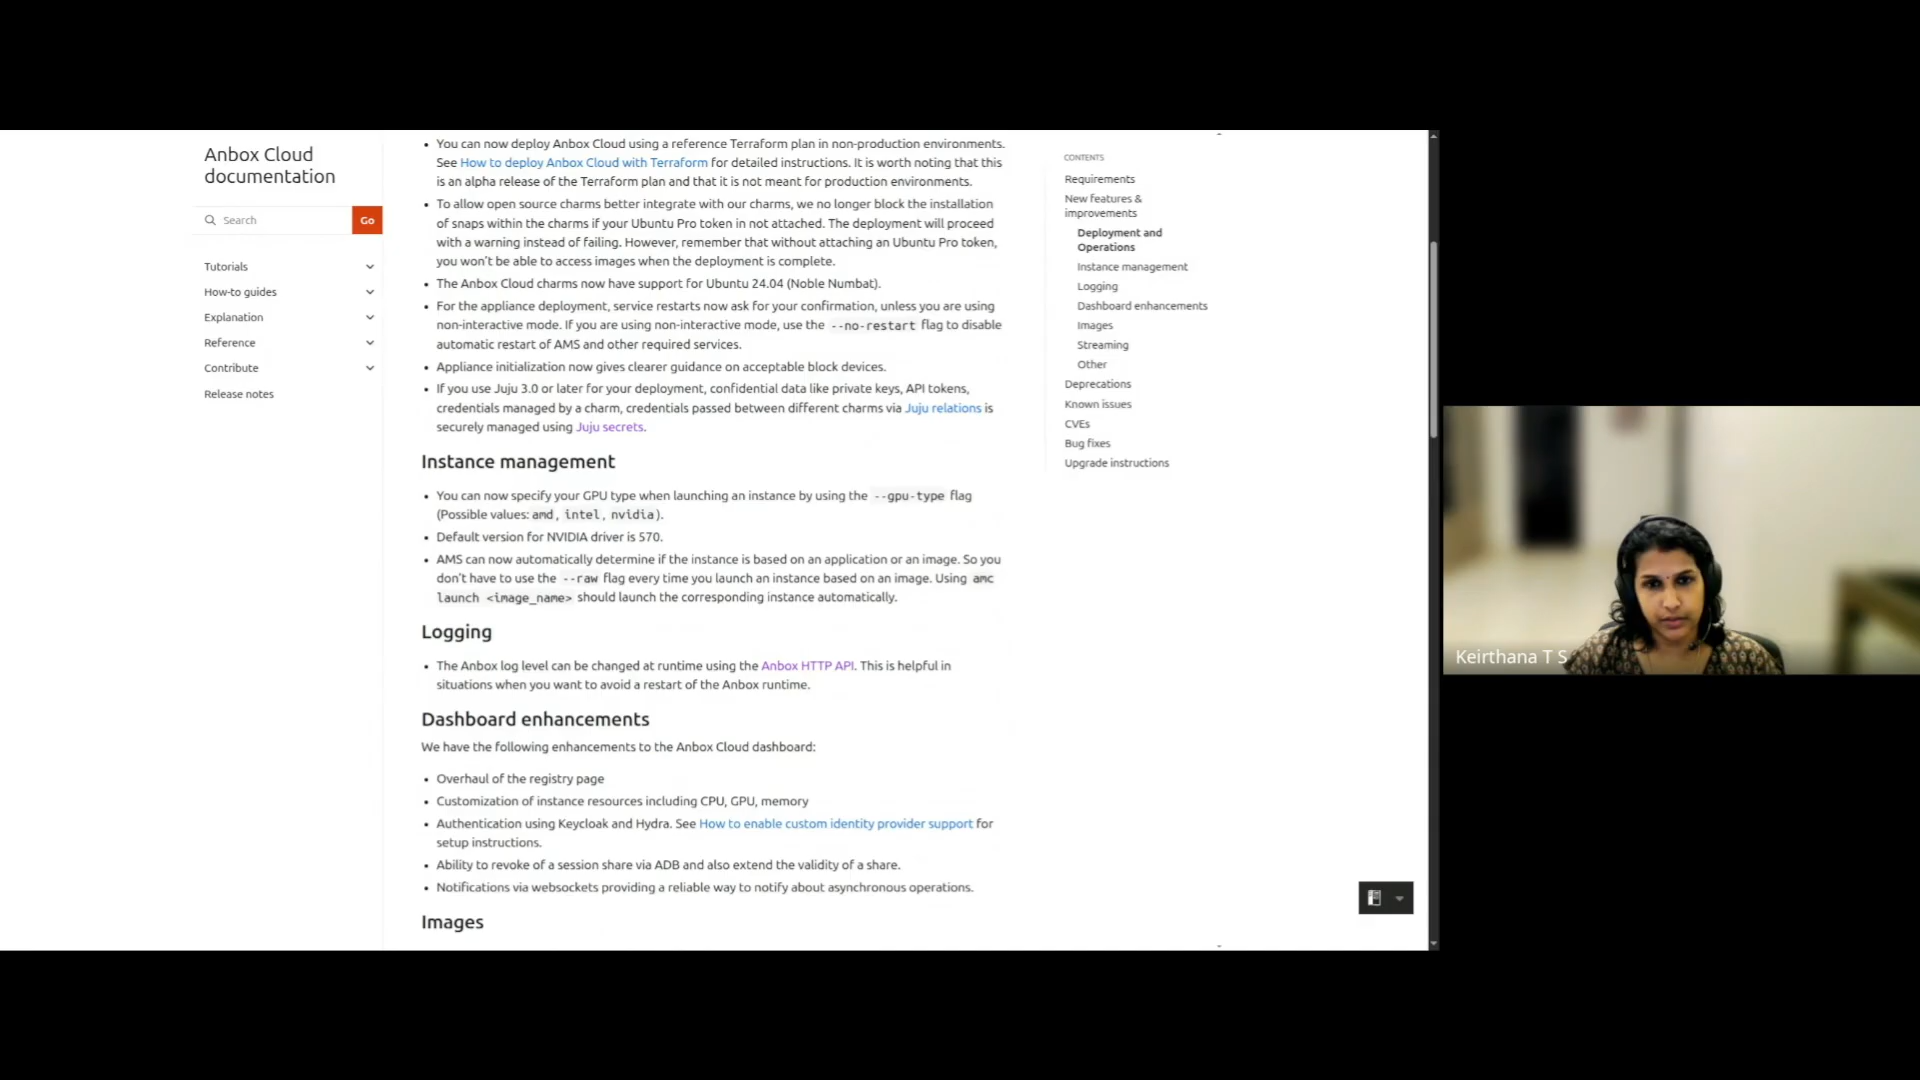 Anbox Cloud
documentation
Search
Go
Tutorials
How-to guides
Explanation
Reference
Contribute
Release notes
• You can now deploy Anbox Cloud using a reference Terraform plan in non-production environments.
See How to deploy Anbox Cloud with Terraform for detailed instructions. It is worth noting that this
is an alpha release of the Terraform plan and that it is not meant for production environments.
• To allow open source charms better integrate with our charms, we no longer block the installation
of snaps within the charms if your Ubuntu Pro token in not attached. The deployment will proceed
with a warning instead of failing. However, remember that without attaching an Ubuntu Pro token,
you won't be able to access images when the deployment is complete.
• The Anbox Cloud charms now have support for Ubuntu 24.04 (Noble Numbat).
• For the appliance deployment, service restarts now ask for your confirmation, unless you are using
non-interactive mode. If you are using non-interactive mode, use the --no-restart flag to disable
automatic restart of AMS and other required services.
• Appliance initialization now gives clearer guidance on acceptable block devices.
• If you use Juju 3.0 or later for your deployment, confidential data like private keys, API tokens,
credentials managed by a charm, credentials passed between different charms via Juju relations is
securely managed using Juju secrets.
Instance management
• You can now specify your GPU type when launching an instance by using the --gpu-type flag
(Possible values: amd, intel, nvidia).
• Default version for NVIDIA driver is 570.
• AMS can now automatically determine if the instance is based on an application or an image. So you
don't have to use the --raw flag every time you launch an instance based on an image. Using amc
launch <image_name> should launch the corresponding instance automatically.
Logging
• The Anbox log level can be changed at runtime using the Anbox HTTP API. This is helpful in
situations when you want to avoid a restart of the Anbox runtime.
Dashboard enhancements
We have the following enhancements to the Anbox Cloud dashboard:
• Overhaul of the registry page
• Customization of instance resources including CPU, GPU, memory
• Authentication using Keycloak and Hydra. See How to enable custom identity provider support for
setup instructions.
• Ability to revoke of a session share via ADB and also extend the validity of a share.
• Notifications via websockets providing a reliable way to notify about asynchronous operations.
Images
CONTENTS
Requirements
New features &
improvements
Deployment and
Operations
Instance management
Logging
Dashboard enhancements
Images
Streaming
Other
Deprecations
Known issues
CVEs
Bug fixes
Upgrade instructions
Keirthana T S